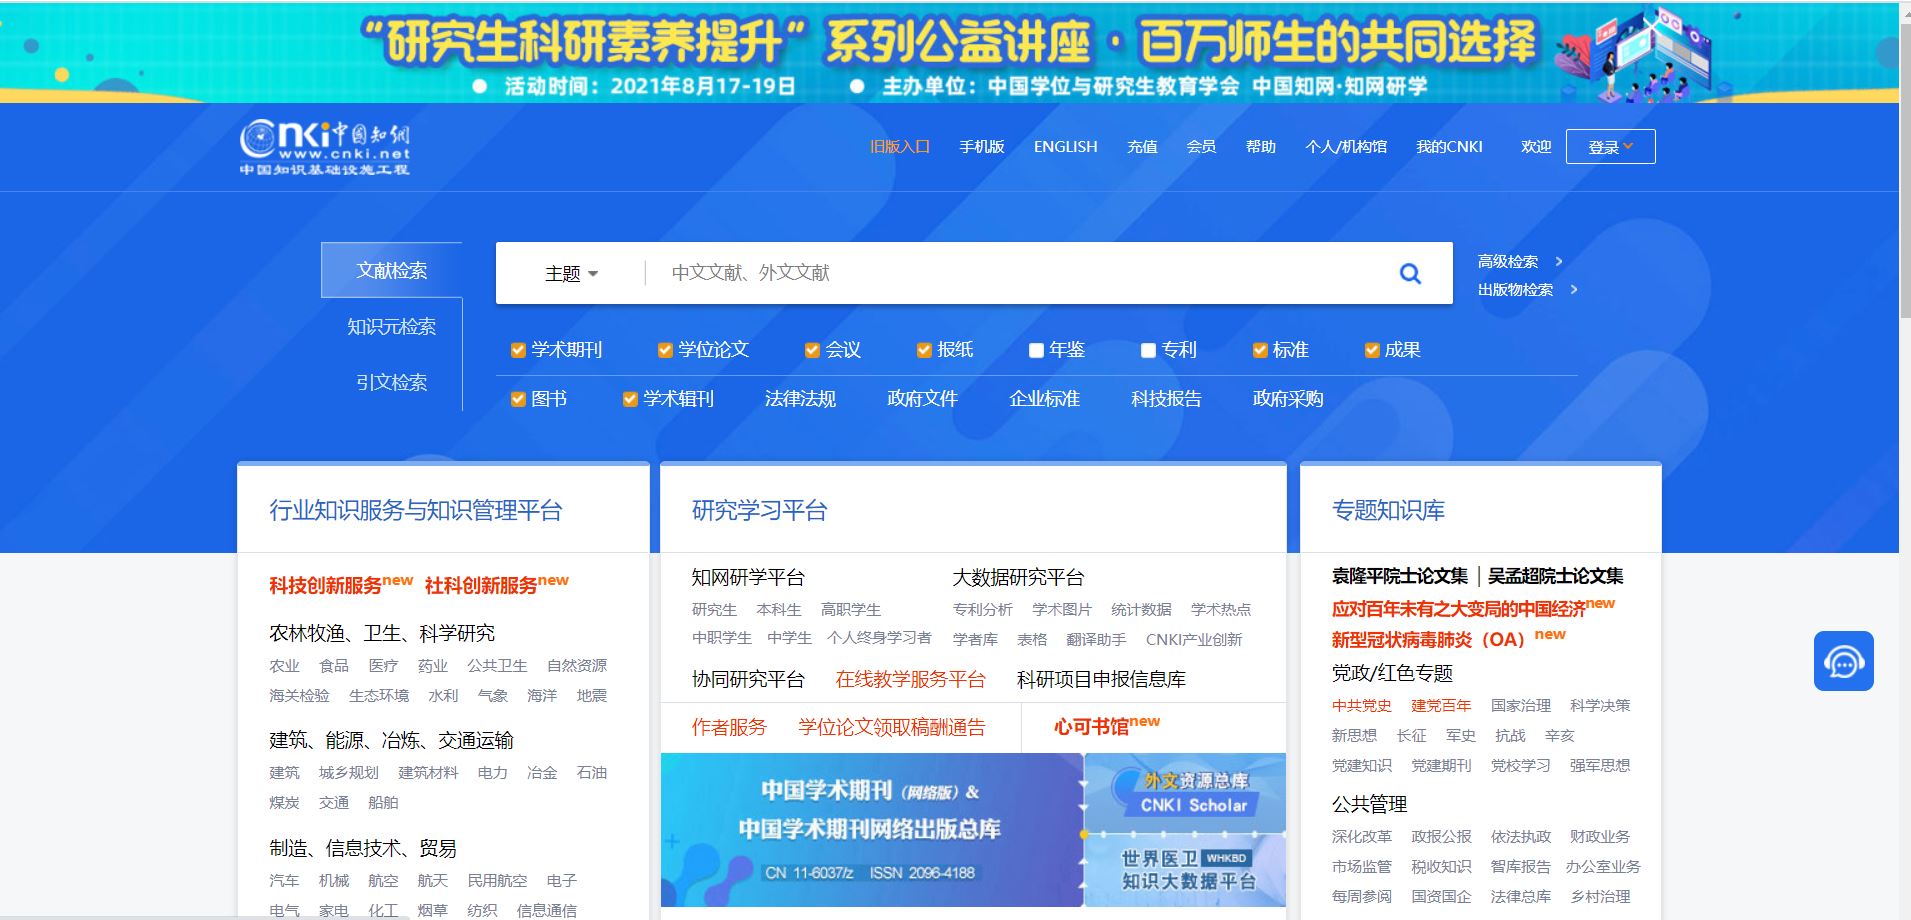 “研究生科研素养提升”系列公益讲座·百万师生的共同选择
● 活动时间：2021年8月17-19日 ● 主办单位：中国学位与研究生教育学会 中国知网·知网研学
Cnki中国知网
www.cnki.net
中国知识基础设施工程
旧版入口 手机版 ENGLISH 充值 会员 帮助 个人/机构馆 我的CNKI 欢迎 登录
文献检索
知识元检索
引文检索
主题 中文文献、外文文献
高级检索 >
出版物检索 >
学术期刊 学位论文 会议 报纸 年鉴 专利 标准 成果
图书 学术辑刊 法律法规 政府文件 企业标准 科技报告 政府采购
行业知识服务与知识管理平台
科技创新服务new 社科创新服务new
农林牧渔、卫生、科学研究
农业 食品 医疗 药业 公共卫生 自然资源
海关检验 生态环境 水利 气象 海洋 地震
建筑、能源、冶炼、交通运输
建筑 城乡规划 建筑材料 电力 冶金 石油
煤炭 交通 船舶
制造、信息技术、贸易
汽车 机械 航空 航天 民用航空 电子
电气 家电 化工 烟草 纺织 信息通信
研究学习平台
知网研学平台
研究生 本科生 高职学生
中职学生 中学生 个人终身学习者
大数据研究平台
专利分析 学术图片 统计数据 学术热点
学者库 表格 翻译助手 CNKI产业创新
协同研究平台 在线教学服务平台 科研项目申报信息库
作者服务 学位论文领取稿酬通告 心可书馆new
中国学术期刊（网络版）&
中国学术期刊网络出版总库
CN 11-6037/z ISSN 2096-4188
外文资源总库
CNKI Scholar
世界医卫 WHKBD
知识大数据平台
专题知识库
袁隆平院士论文集 | 吴孟超院士论文集
应对百年未有之大变局的中国经济new
新型冠状病毒肺炎（OA）new
党政/红色专题
中共党史 建党百年 国家治理 科学决策
新思想 长征 军史 抗战 辛亥
党建知识 党建期刊 党校学习 强军思想
公共管理
深化改革 政报公报 依法执政 财政业务
市场监管 税收知识 智库报告 办公室业务
每周参阅 国资国企 法律总库 乡村治理